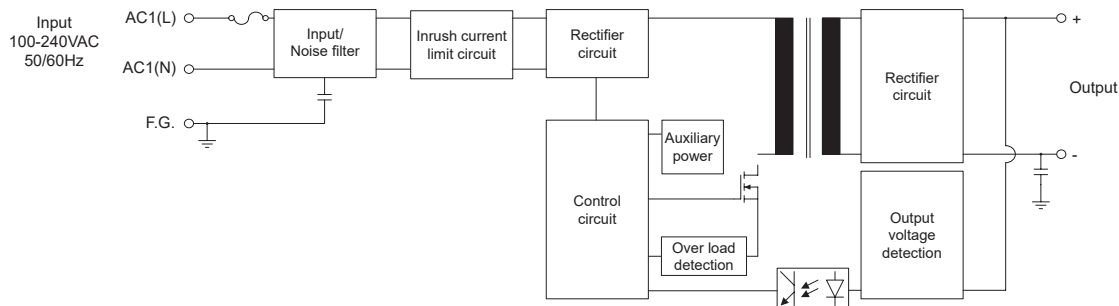 Input
100-240VAC
50/60Hz
AC1(L)
AC1(N)
F.G.
Input/
Noise filter
Inrush current
limit circuit
Rectifier
circuit
Control
circuit
Auxiliary
power
Over load
detection
Rectifier
circuit
Output
voltage
detection
+
Output
-